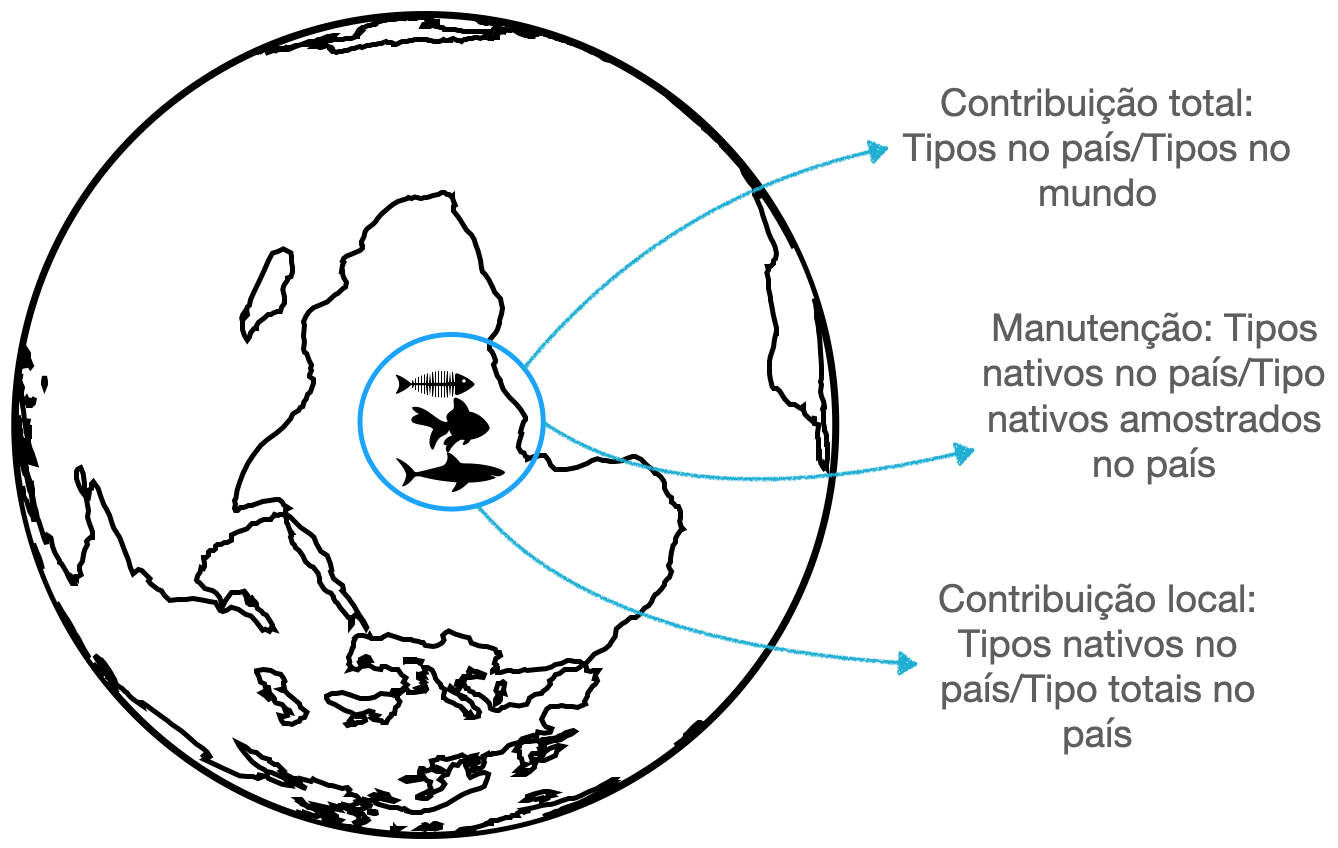 Contribuição total:
Tipos no país/Tipos no
mundo
Manutenção: Tipos
nativos no país/Tipo
nativos amostrados
no país
Contribuição local:
Tipos nativos no
país/Tipo totais no
país